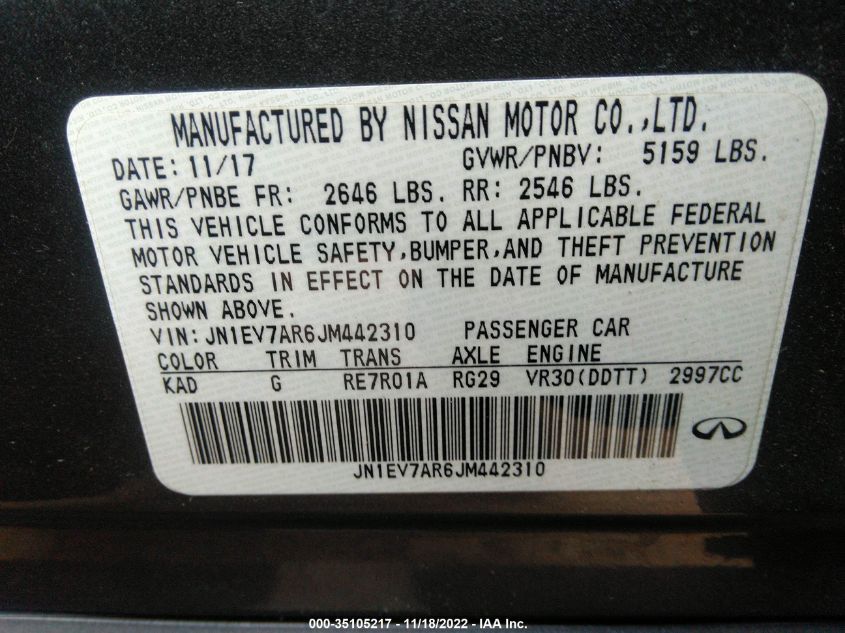 MANUFACTURED BY NISSAN MOTOR CO.,LTD.
DATE: 11/17 GVWR/PNBV: 5159 LBS.
GAWR/PNBE FR: 2646 LBS. RR: 2546 LBS.
THIS VEHICLE CONFORMS TO ALL APPLICABLE FEDERAL
MOTOR VEHICLE SAFETY,BUMPER,AND THEFT PREVENTION
STANDARDS IN EFFECT ON THE DATE OF MANUFACTURE
SHOWN ABOVE.
VIN:JN1EV7AR6JM442310 PASSENGER CAR
COLOR TRIM TRANS AXLE ENGINE
KAD G RE7R01A RG29 VR30(DDTT) 2997CC
JN1EV7AR6JM442310
000-35105217 - 11/18/2022 - IAA Inc.